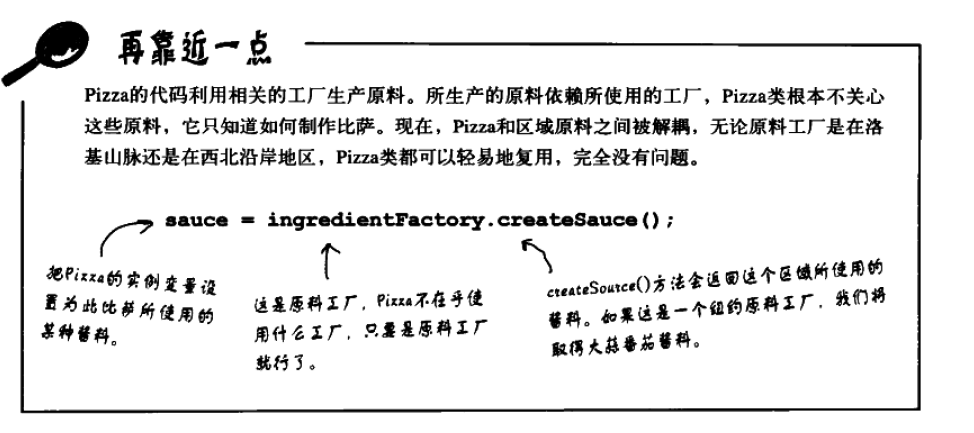 再靠近一点
Pizza的代码利用相关的工厂生产原料。所生产的原料依赖所使用的工厂，Pizza类根本不关心
这些原料，它只知道如何制作比萨。现在，Pizza和区域原料之间被解耦，无论原料工厂是在洛
基山脉还是在西北沿岸地区，Pizza类都可以轻易地复用，完全没有问题。
sauce = ingredientFactory.createSauce();
把Pizza的实例变量设
置为此比萨所使用的
某种酱料。
这是原料工厂，Pizza不在乎使
用什么工厂，只要是原料工厂
就行了。
createSource()方法会返回这个区域所使用的
酱料。如果这是一个纽约原料工厂，我们将
取得大蒜番茄酱料。